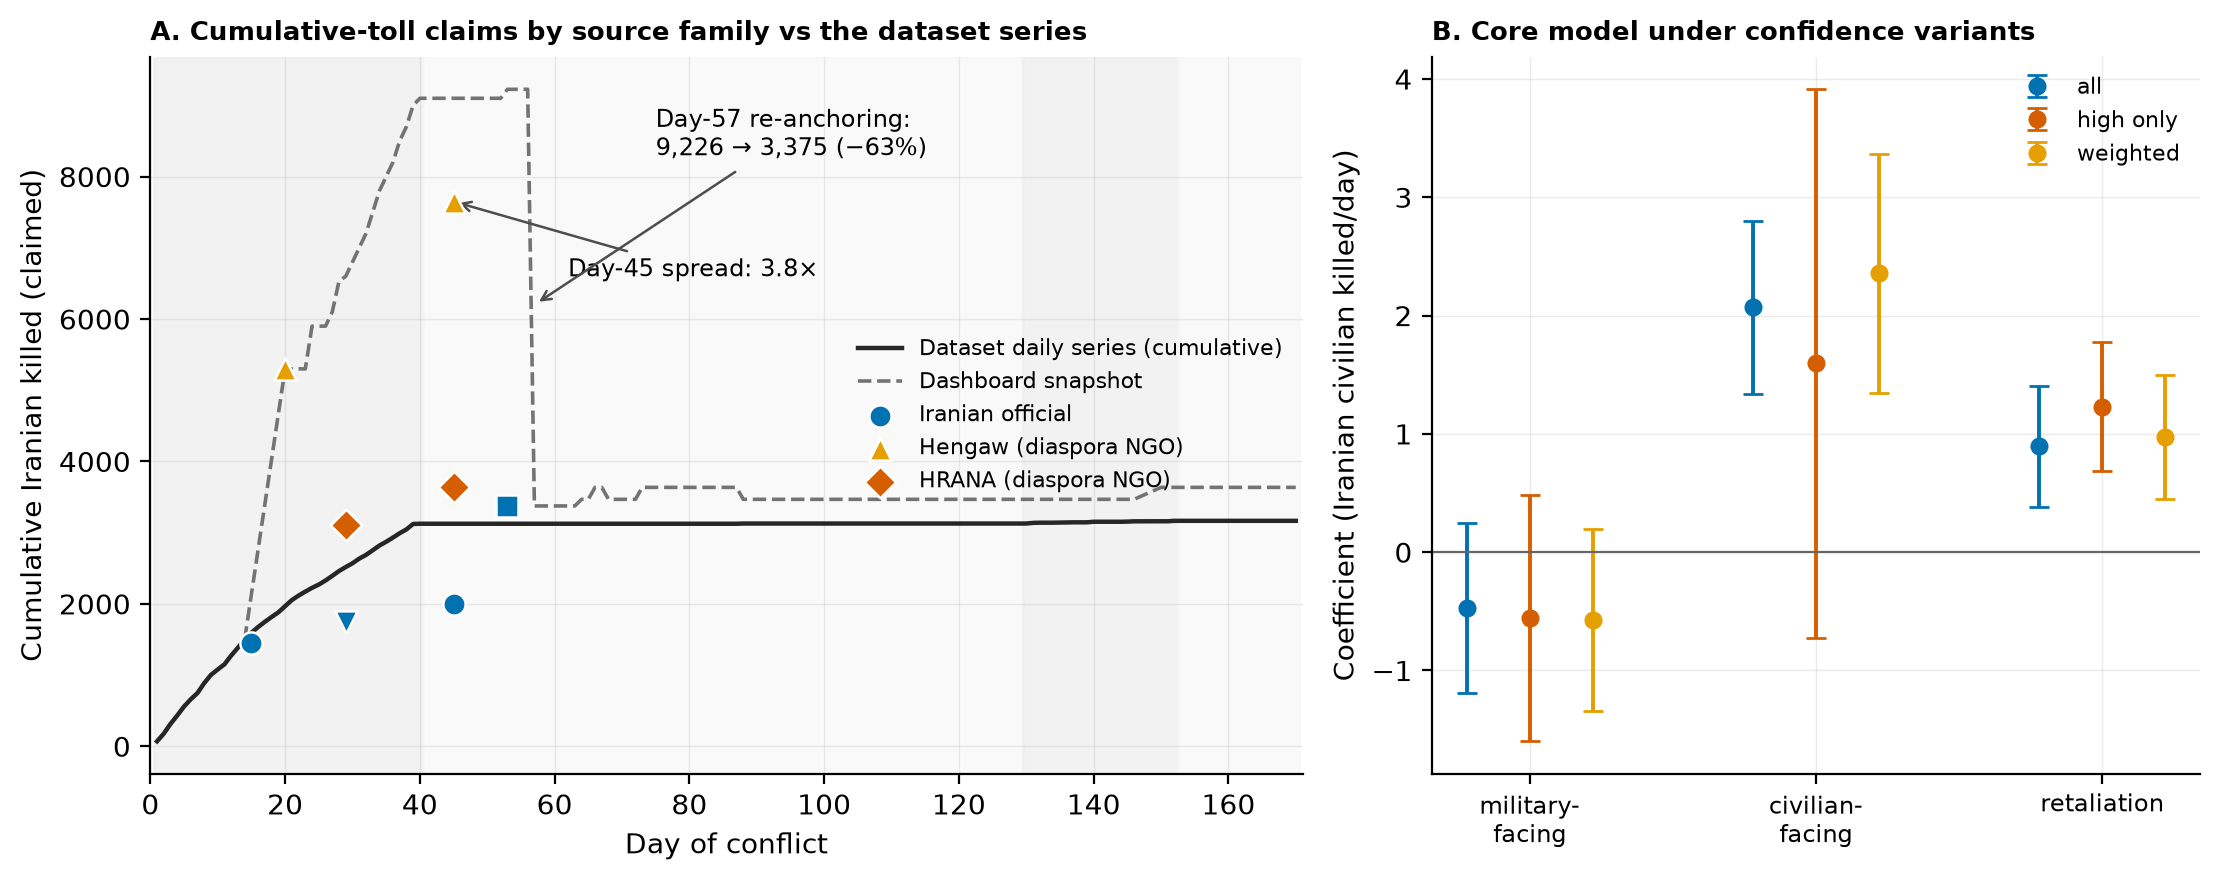 A. Cumulative-toll claims by source family vs the dataset series
Cumulative Iranian killed (claimed)
8000
6000
4000
2000
0
Day-57 re-anchoring:
9,226 → 3,375 (−63%)
Day-45 spread: 3.8×
Dataset daily series (cumulative)
Dashboard snapshot
Iranian official
Hengaw (diaspora NGO)
HRANA (diaspora NGO)
0 20 40 60 80 100 120 140 160
Day of conflict
B. Core model under confidence variants
Coefficient (Iranian civilian killed/day)
4
3
2
1
0
−1
all
high only
weighted
military-
facing
civilian-
facing
retaliation